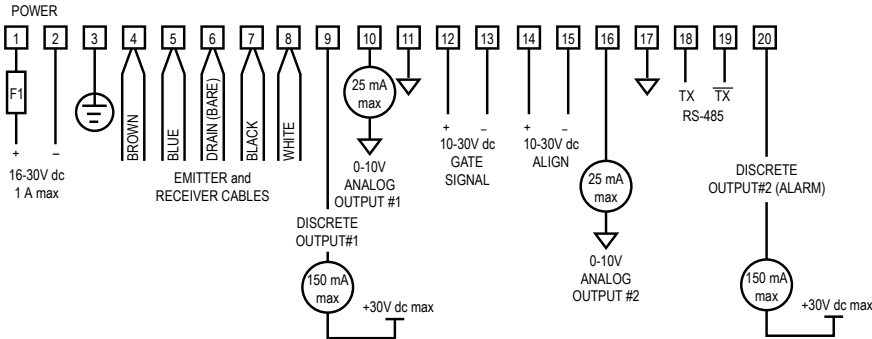 POWER
1 2 3 4 5 6 7 8 9 10 11 12 13 14 15 16 17 18 19 20
F1
+ –
16-30V dc
1 A max
BROWN
BLUE
DRAIN (BARE)
BLACK
WHITE
EMITTER and
RECEIVER CABLES
DISCRETE
OUTPUT#1
150 mA
max
+30V dc max
25 mA
max
0-10V
ANALOG
OUTPUT #1
+ –
10-30V dc
GATE
SIGNAL
+ –
10-30V dc
ALIGN
25 mA
max
0-10V
ANALOG
OUTPUT #2
TX T̅X̅
RS-485
DISCRETE
OUTPUT#2 (ALARM)
150 mA
max
+30V dc max